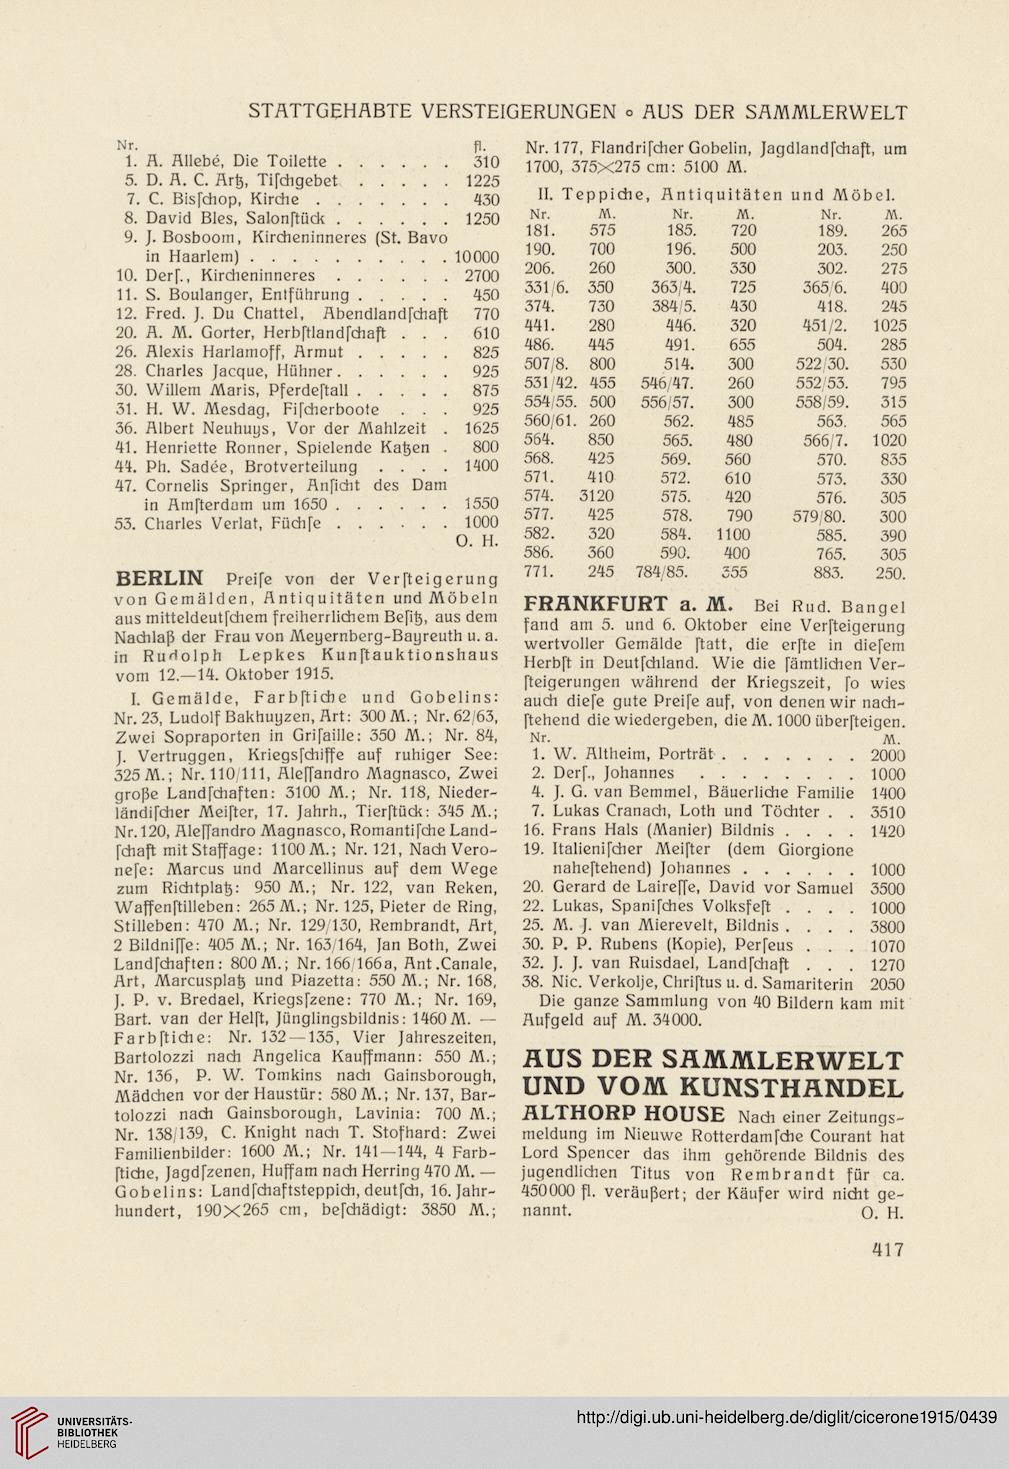 STATTGEHABTE VERSTEIGERUNGEN ∘ AUS DER SAMMLERWELT
Nr. fl.
1. A. Allebé, Die Toilette . . . . . . 310
5. D. A. C. Artz, Tiſchgebet . . . . . 1225
7. C. Bisſchop, Kirche . . . . . . . 430
8. David Bles, Salonſtück . . . . . . 1250
9. J. Bosboom, Kircheninneres (St. Bavo
in Haarlem) . . . . . . . . . . 10000
10. Derſ., Kircheninneres . . . . . . 2700
11. S. Boulanger, Entführung . . . . . 450
12. Fred. J. Du Chattel, Abendlandſchaft 770
20. A. M. Gorter, Herbſtlandſchaft . . . 610
26. Alexis Harlamoff, Armut . . . . . 825
28. Charles Jacque, Hühner . . . . . . 925
30. Willem Maris, Pferdeſtall . . . . . 875
31. H. W. Mesdag, Fiſcherboote . . . 925
36. Albert Neuhuys, Vor der Mahlzeit . 1625
41. Henriette Ronner, Spielende Katzen . 800
44. Ph. Sadée, Brotverteilung . . . . 1400
47. Cornelis Springer, Anſicht des Dam
in Amſterdam um 1650 . . . . . . 1550
53. Charles Verlat, Füchſe . . . . . . 1000
O. H.
BERLIN Preiſe von der Verſteigerung
von Gemälden, Antiquitäten und Möbeln
aus mitteldeutſchem freiherrlichem Beſitz, aus dem
Nachlaß der Frau von Meyernberg-Bayreuth u. a.
in Rudolph Lepkes Kunſtauktionshaus
vom 12.—14. Oktober 1915.
I. Gemälde, Farbſtiche und Gobelins:
Nr. 23, Ludolf Bakhuyzen, Art: 300 M.; Nr. 62/63,
Zwei Sopraporten in Griſaille: 350 M.; Nr. 84,
J. Vertruggen, Kriegsſchiffe auf ruhiger See:
325 M.; Nr. 110/111, Aleſſandro Magnasco, Zwei
große Landſchaften: 3100 M.; Nr. 118, Nieder-
ländiſcher Meiſter, 17. Jahrh., Tierſtück: 345 M.;
Nr. 120, Aleſſandro Magnasco, Romantiſche Land-
ſchaft mit Staffage: 1100 M.; Nr. 121, Nach Vero-
neſe: Marcus und Marcellinus auf dem Wege
zum Richtplatz: 950 M.; Nr. 122, van Reken,
Waffenſtilleben: 265 M.; Nr. 125, Pieter de Ring,
Stilleben: 470 M.; Nr. 129/130, Rembrandt, Art,
2 Bildniſſe: 405 M.; Nr. 163/164, Jan Both, Zwei
Landſchaften: 800 M.; Nr. 166/166a, Ant. Canale,
Art, Marcusplatz und Piazetta: 550 M.; Nr. 168,
J. P. v. Bredael, Kriegsſzene: 770 M.; Nr. 169,
Bart. van der Helſt, Jünglingsbildnis: 1460 M. —
Farbſtiche: Nr. 132—135, Vier Jahreszeiten,
Bartolozzi nach Angelica Kauffmann: 550 M.;
Nr. 136, P. W. Tomkins nach Gainsborough,
Mädchen vor der Haustür: 580 M.; Nr. 137, Bar-
tolozzi nach Gainsborough, Lavinia: 700 M.;
Nr. 138/139, C. Knight nach T. Stofhard: Zwei
Familienbilder: 1600 M.; Nr. 141—144, 4 Farb-
ſtiche, Jagdſzenen, Huffam nach Herring 470 M. —
Gobelins: Landſchaftsteppich, deutſch, 16. Jahr-
hundert, 190×265 cm, beſchädigt: 3850 M.;
Nr. 177, Flandriſcher Gobelin, Jagdlandſchaft, um
1700, 375×275 cm: 5100 M.
II. Teppiche, Antiquitäten und Möbel.
Nr. M. Nr. M. Nr. M.
181. 575 185. 720 189. 265
190. 700 196. 500 203. 250
206. 260 300. 330 302. 275
331/6. 350 363/4. 725 365/6. 400
374. 730 384/5. 430 418. 245
441. 280 446. 320 451/2. 1025
486. 445 491. 655 504. 285
507/8. 800 514. 300 522/30. 530
531/42. 455 546/47. 260 552/53. 795
554/55. 500 556/57. 300 558/59. 315
560/61. 260 562. 485 563. 565
564. 850 565. 480 566/7. 1020
568. 425 569. 560 570. 835
571. 410 572. 610 573. 330
574. 3120 575. 420 576. 305
577. 425 578. 790 579/80. 300
582. 320 584. 1100 585. 390
586. 360 590. 400 765. 305
771. 245 784/85. 355 883. 250.
FRANKFURT a. M. Bei Rud. Bangel
fand am 5. und 6. Oktober eine Verſteigerung
wertvoller Gemälde ſtatt, die erſte in dieſem
Herbſt in Deutſchland. Wie die ſämtlichen Ver-
ſteigerungen während der Kriegszeit, ſo wies
auch dieſe gute Preiſe auf, von denen wir nach-
ſtehend die wiedergeben, die M. 1000 überſteigen.
Nr. M.
1. W. Altheim, Porträt . . . . . . . 2000
2. Derſ., Johannes . . . . . . . . 1000
4. J. G. van Bemmel, Bäuerliche Familie 1400
7. Lukas Cranach, Loth und Töchter . . 3510
16. Frans Hals (Manier) Bildnis . . . . 1420
19. Italieniſcher Meiſter (dem Giorgione
naheſtehend) Johannes . . . . . . 1000
20. Gerard de Laireſſe, David vor Samuel 3500
22. Lukas, Spaniſches Volksfeſt . . . . 1000
25. M. J. van Mierevelt, Bildnis . . . . 3800
30. P. P. Rubens (Kopie), Perſeus . . . 1070
32. J. J. van Ruisdael, Landſchaft . . . 1270
38. Nic. Verkolje, Chriſtus u. d. Samariterin 2050
Die ganze Sammlung von 40 Bildern kam mit
Aufgeld auf M. 34000.
AUS DER SAMMLERWELT
UND VOM KUNSTHANDEL
ALTHORP HOUSE Nach einer Zeitungs-
meldung im Nieuwe Rotterdamſche Courant hat
Lord Spencer das ihm gehörende Bildnis des
jugendlichen Titus von Rembrandt für ca.
450000 fl. veräußert; der Käufer wird nicht ge-
nannt. O. H.
417
UNIVERSITÄTS-
BIBLIOTHEK
HEIDELBERG
http://digi.ub.uni-heidelberg.de/diglit/cicerone1915/0439